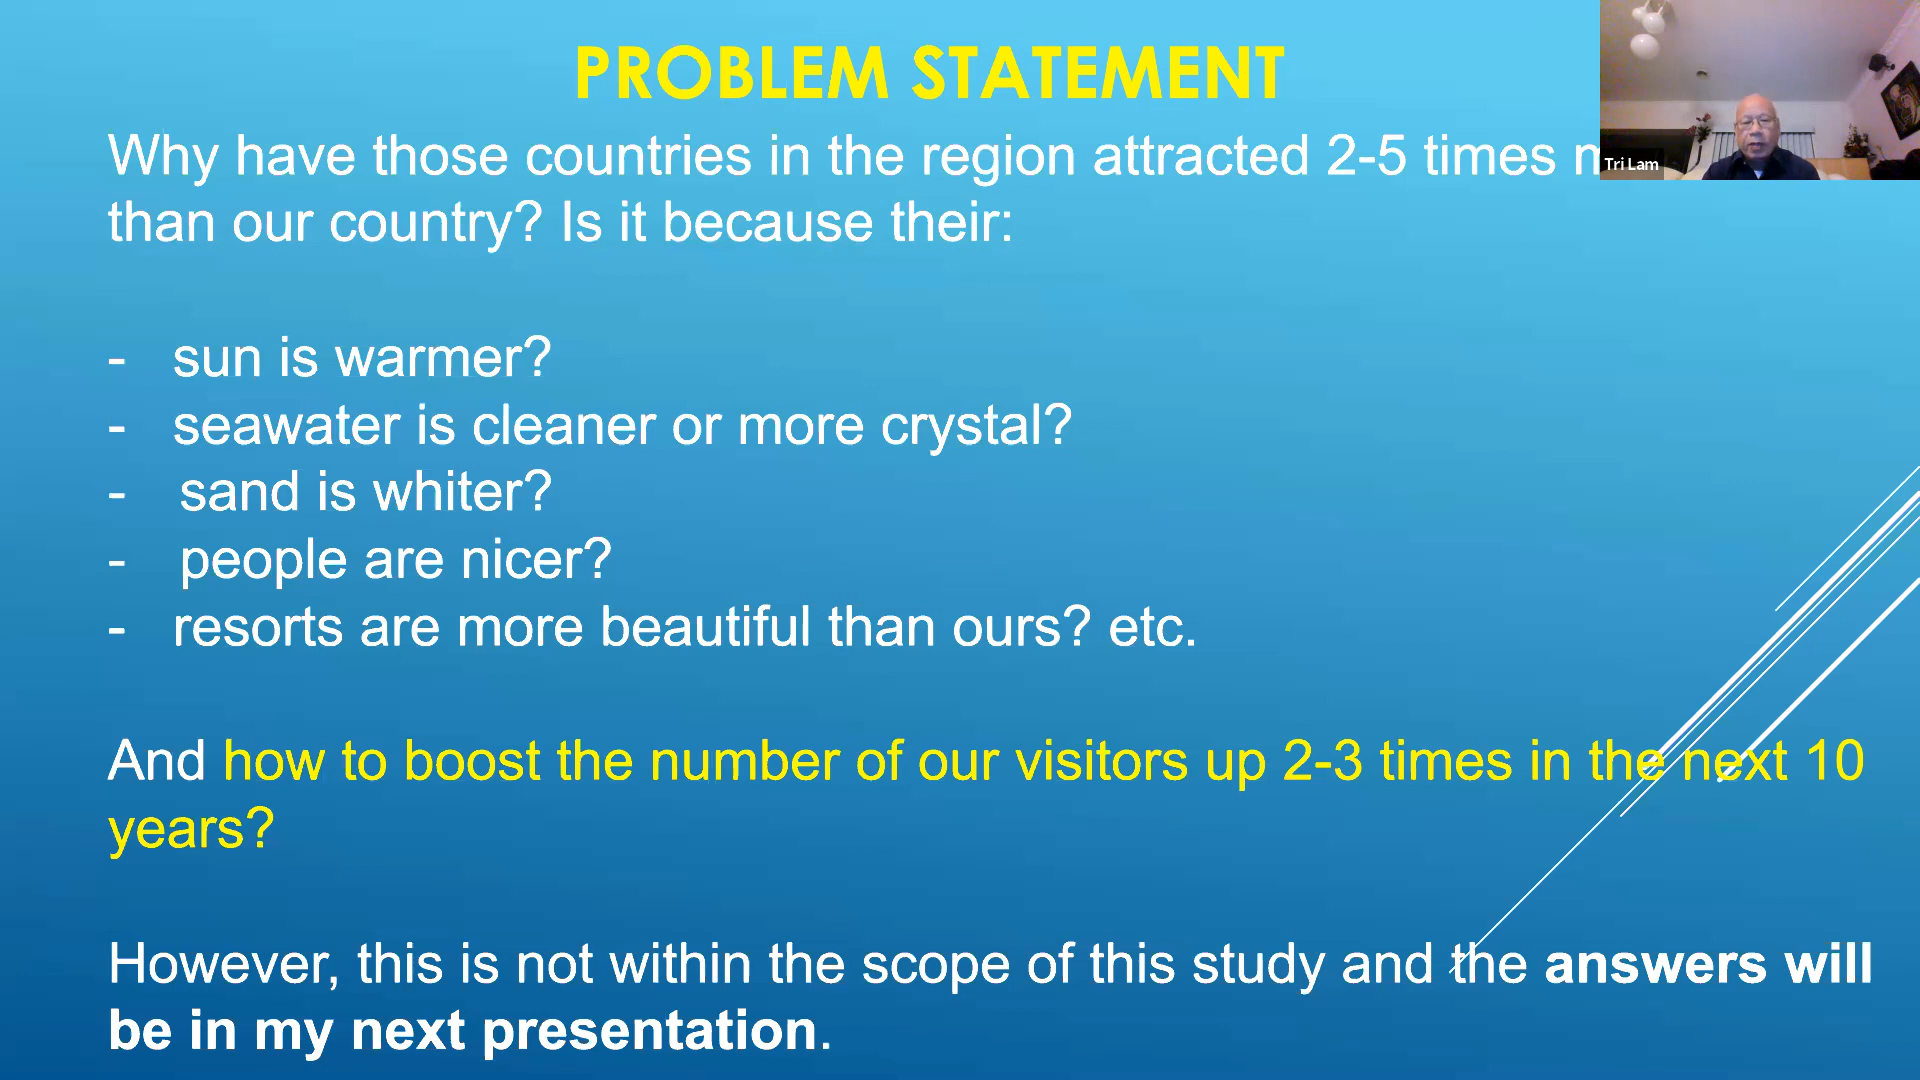 PROBLEM STATEMENT
Why have those countries in the region attracted 2-5 times
than our country? Is it because their:
- sun is warmer?
- seawater is cleaner or more crystal?
- sand is whiter?
- people are nicer?
- resorts are more beautiful than ours? etc.
And how to boost the number of our visitors up 2-3 times in the next 10
years?
However, this is not within the scope of this study and the answers will
be in my next presentation.
Tri Lam